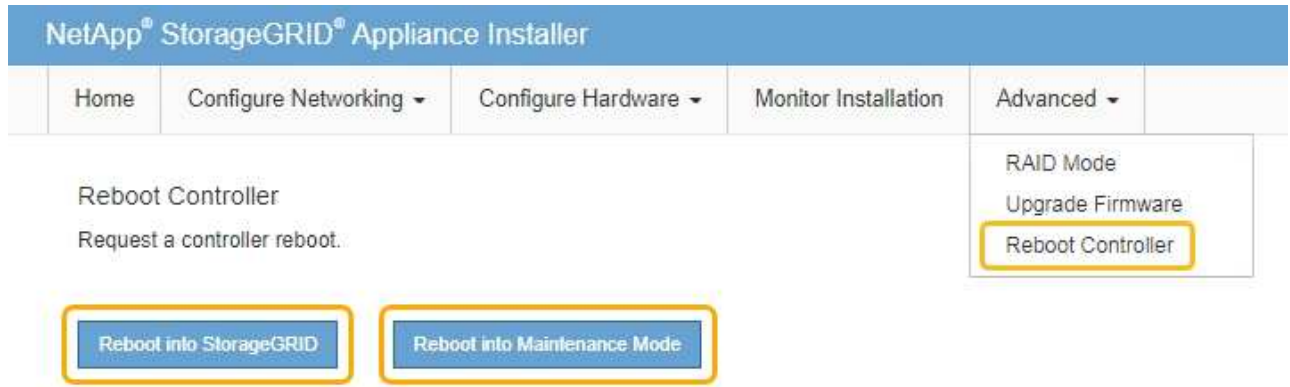 NetApp® StorageGRID® Appliance Installer
Home Configure Networking Configure Hardware Monitor Installation Advanced
RAID Mode
Upgrade Firmware
Reboot Controller
Reboot Controller
Request a controller reboot.
Reboot into StorageGRID Reboot into Maintenance Mode